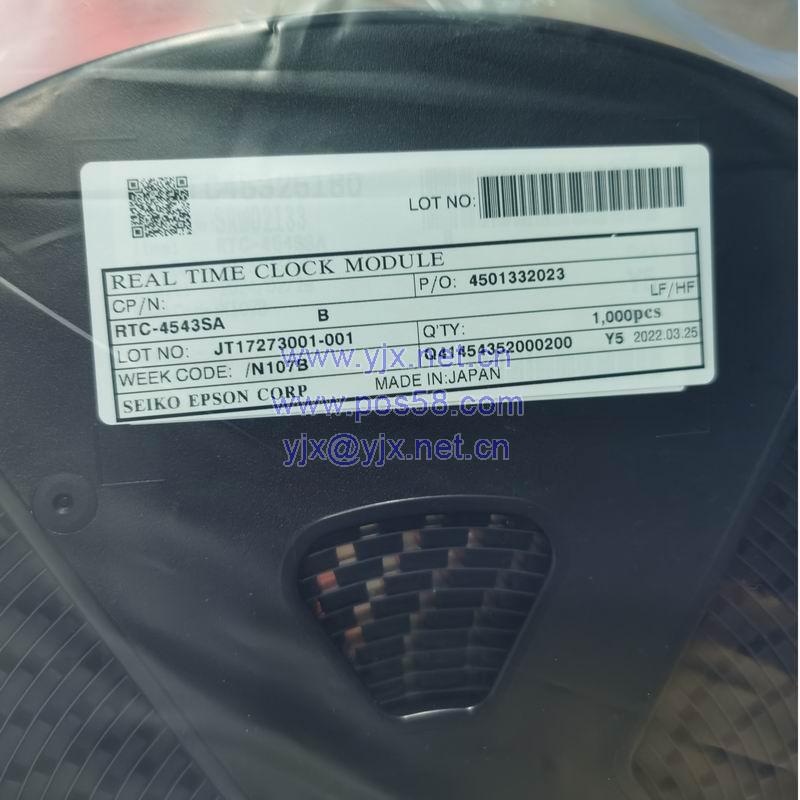 LOT NO:
REAL TIME CLOCK MODULE
CP/N:
P/O: 4501332023
LF/HF
RTC-4543SA B
Q'TY: 1,000pcs
LOT NO: JT17273001-001
Q41454352000200 Y5 2022.03.25
WEEK CODE: /N107B
MADE IN:JAPAN
SEIKO EPSON CORP
www.yjx.net.cn
www.pos58.com
yjx@yjx.net.cn